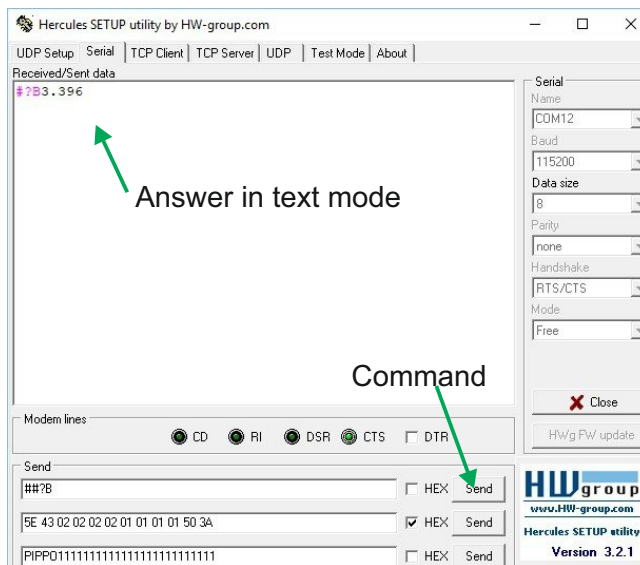 Hercules SETUP utility by HW-group.com
UDP Setup Serial TCP Client TCP Server UDP Test Mode About
Received/Sent data
#?B3.396
Answer in text mode
Command
Serial
Name
COM12
Baud
115200
Data size
8
Parity
none
Handshake
RTS/CTS
Mode
Free
Close
HWg FW update
Modem lines
CD RI DSR CTS DTR
Send
##?B HEX Send
5E 43 02 02 02 02 01 01 01 01 50 3A HEX Send
HEX Send
HWgroup
www.HW-group.com
Hercules SETUP utility
Version 3.2.1